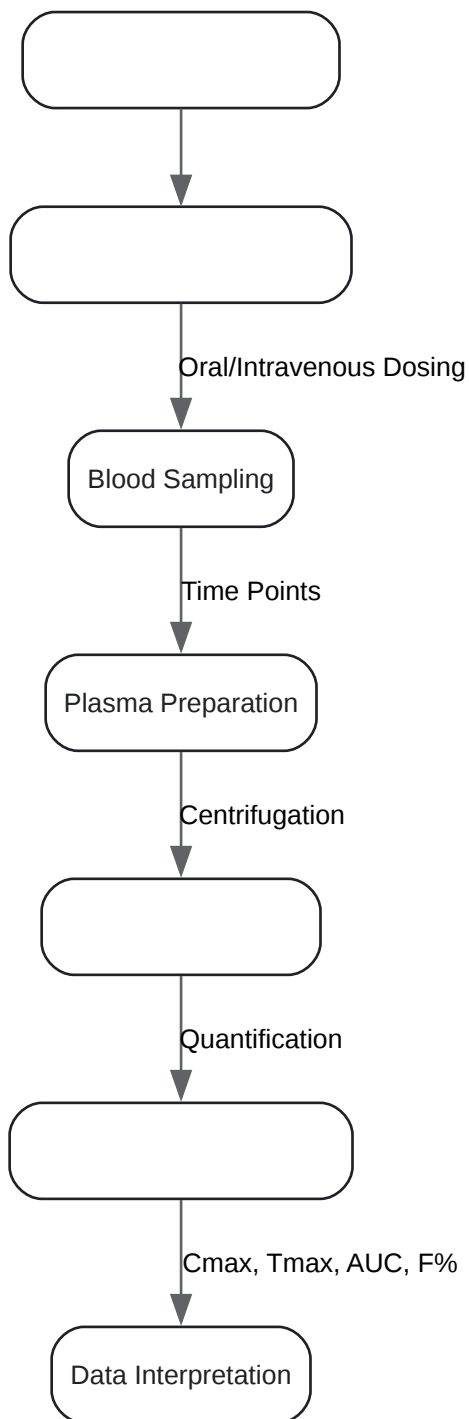 Oral/Intravenous Dosing
Blood Sampling
Time Points
Plasma Preparation
Centrifugation
Quantification
Cmax, Tmax, AUC, F%
Data Interpretation